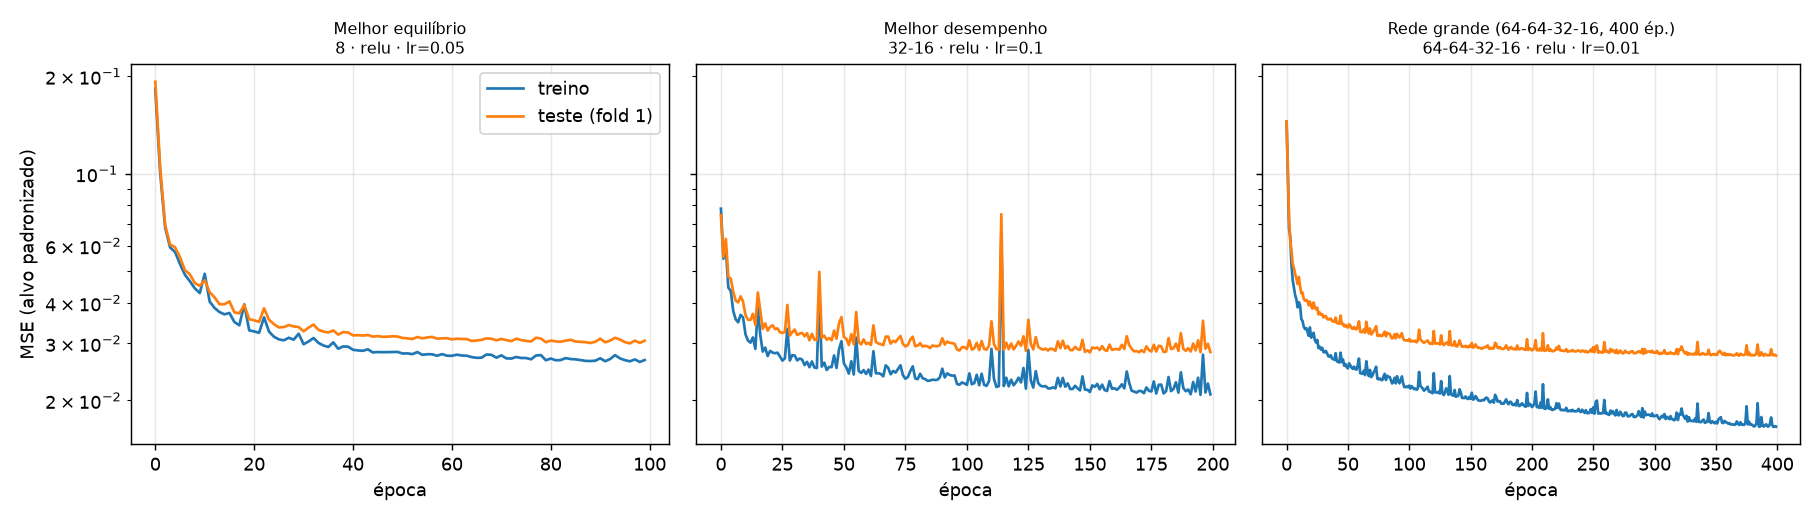 Melhor equilíbrio
8 · relu · lr=0.05
MSE (alvo padronizado)
2 × 10⁻¹
10⁻¹
6 × 10⁻²
4 × 10⁻²
3 × 10⁻²
2 × 10⁻²
treino
teste (fold 1)
0 20 40 60 80 100
época
Melhor desempenho
32-16 · relu · lr=0.1
0 25 50 75 100 125 150 175 200
época
Rede grande (64-64-32-16, 400 ép.)
64-64-32-16 · relu · lr=0.01
0 50 100 150 200 250 300 350 400
época